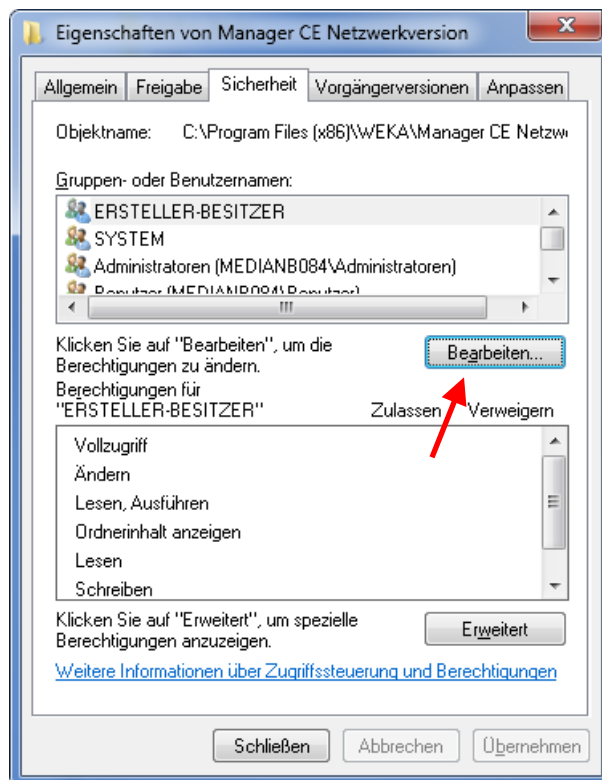 Eigenschaften von Manager CE Netzwerkversion
Allgemein Freigabe Sicherheit Vorgängerversionen Anpassen
Objektname: C:\Program Files (x86)\WEKA\Manager CE Netzw
Gruppen- oder Benutzernamen:
ERSTELLER-BESITZER
SYSTEM
Administratoren (MEDIANB084\Administratoren)
Benutzer (MEDIANB084\Benutzer)
Klicken Sie auf "Bearbeiten", um die
Berechtigungen zu ändern.
Bearbeiten...
Berechtigungen für
"ERSTELLER-BESITZER" Zulassen Verweigern
Vollzugriff
Ändern
Lesen, Ausführen
Ordnerinhalt anzeigen
Lesen
Schreiben
Klicken Sie auf "Erweitert", um spezielle
Berechtigungen anzuzeigen.
Erweitert
Weitere Informationen über Zugriffssteuerung und Berechtigungen
Schließen Abbrechen Übernehmen